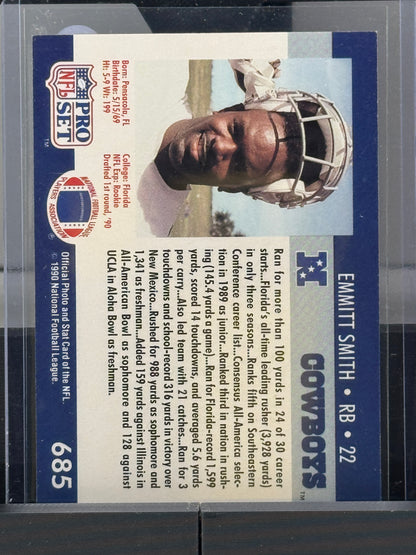 EMMITT SMITH • RB • 22
N COWBOYS ™
PRO
NFL
SET ™
Born: Pensacola, FL
Birthdate: 5/15/69
Ht: 5-9 Wt: 199
College: Florida
NFL Exp: Rookie
Drafted 1st round, '90
NATIONAL FOOTBALL LEAGUE
PLAYERS ASSOCIATION ®
Ran for more than 100 yards in 24 of 30 career
starts...Florida's all-time leading rusher (3,928 yards)
in only three seasons...Ranks fifth on Southeastern
Conference career list...Consensus All-America selec-
tion in 1989 as junior...Ranked third in nation in rush-
ing (145.4 yards a game)...Ran for Florida-record 1,599
yards, scored 14 touchdowns, and averaged 5.6 yards
per carry...Also led team with 21 catches...Ran for 3
touchdowns and school-record 316 yards in victory over
New Mexico...Rushed for 988 yards as sophomore and
1,341 as freshman...Added 159 yards against Illinois in
All-American Bowl as sophomore and 128 against
UCLA in Aloha Bowl as freshman.
Official Photo and Stat Card of the NFL.
© 1990 National Football League.
685